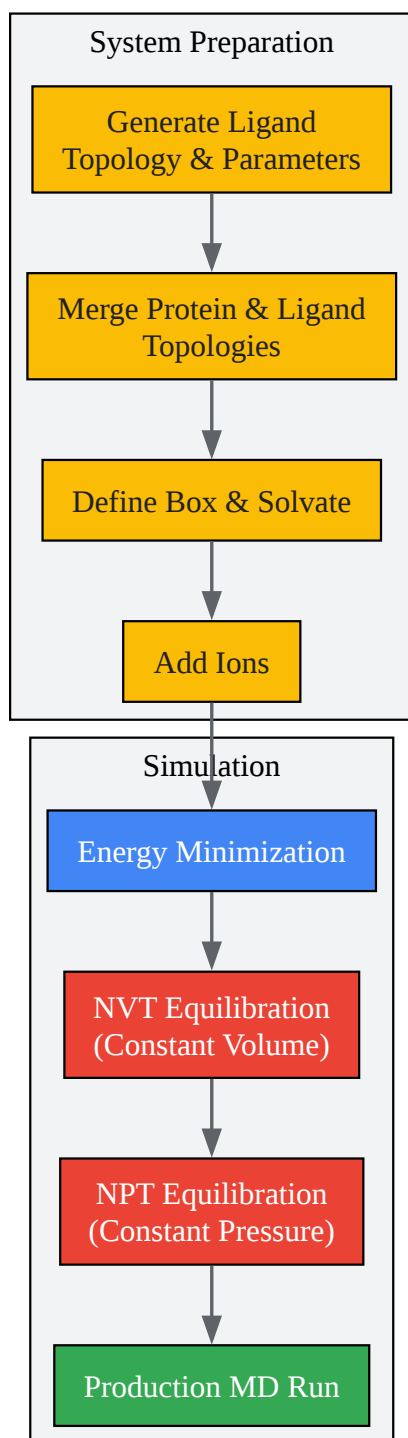 System Preparation
Generate Ligand
Topology & Parameters
Merge Protein & Ligand
Topologies
Define Box & Solvate
Add Ions
Simulation
Energy Minimization
NVT Equilibration
(Constant Volume)
NPT Equilibration
(Constant Pressure)
Production MD Run